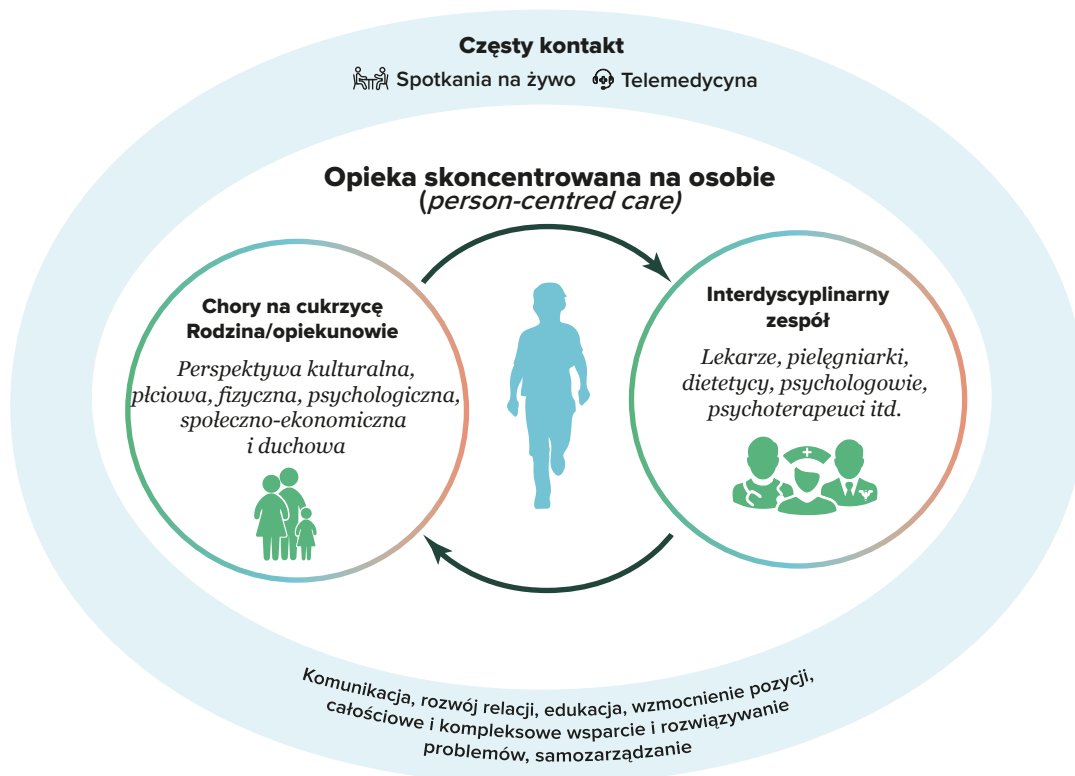 Częsty kontakt
Spotkania na żywo Telemedycyna
Opieka skoncentrowana na osobie
(person-centred care)
Chory na cukrzycę
Rodzina/opiekunowie
Perspektywa kulturalna,
płciowa, fizyczna, psychologiczna,
społeczno-ekonomiczna
i duchowa
Interdyscyplinarny
zespół
Lekarze, pielęgniarki,
dietetycy, psychologowie,
psychoterapeuci itd.
Komunikacja, rozwój relacji, edukacja, wzmocnienie pozycji,
całościowe i kompleksowe wsparcie i rozwiązywanie
problemów, samozarządzanie